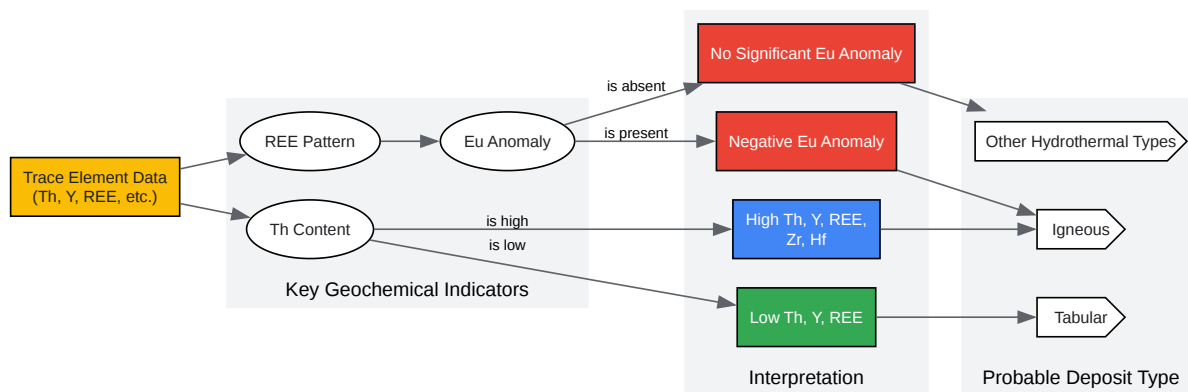 Trace Element Data
(Th, Y, REE, etc.)
REE Pattern
Eu Anomaly
Th Content
Key Geochemical Indicators
is absent
is present
is high
is low
No Significant Eu Anomaly
Negative Eu Anomaly
High Th, Y, REE,
Zr, Hf
Low Th, Y, REE
Interpretation
Other Hydrothermal Types
Igneous
Tabular
Probable Deposit Type